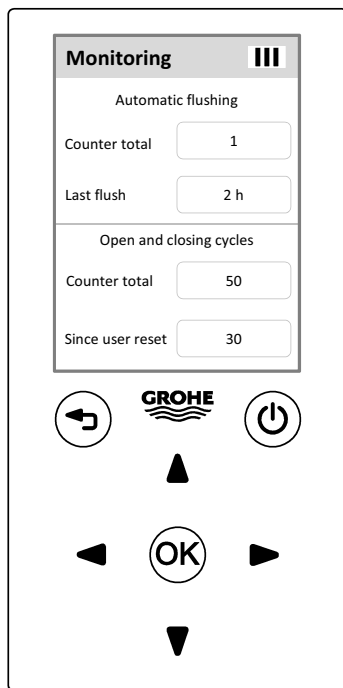 Monitoring
Automatic flushing
Counter total 1
Last flush 2 h
Open and closing cycles
Counter total 50
Since user reset 30
GROHE
OK